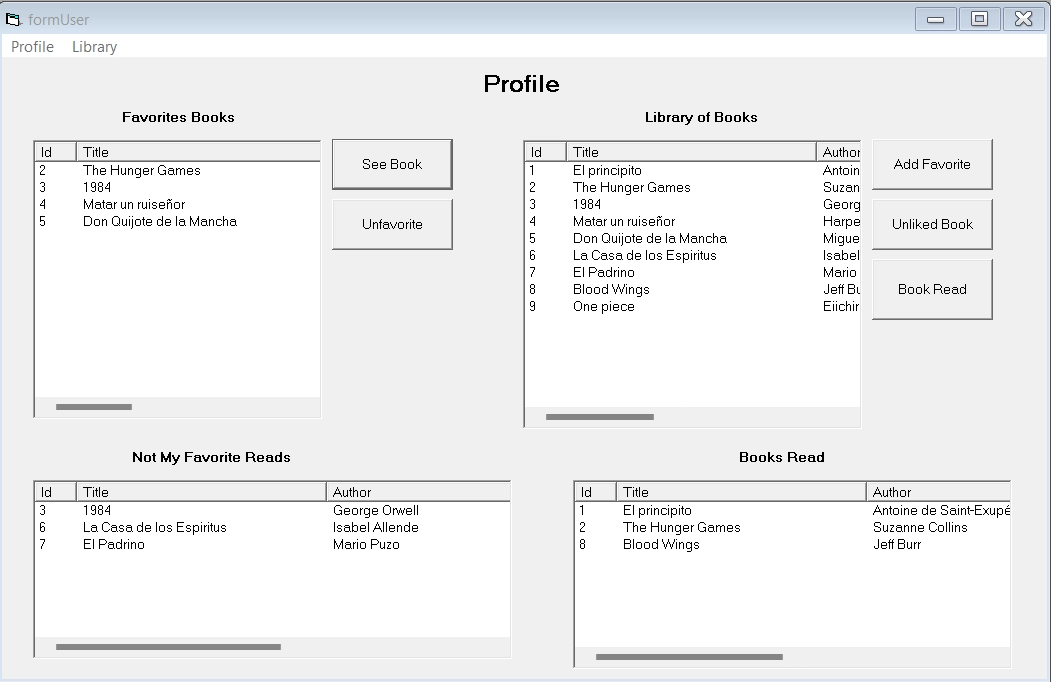 formUser
Profile Library
Profile
Favorites Books
Id Title
2 The Hunger Games
3 1984
4 Matar un ruiseñor
5 Don Quijote de la Mancha
See Book
Unfavorite
Library of Books
Id Title Author
1 El principito Antoin
2 The Hunger Games Suzan
3 1984 Georg
4 Matar un ruiseñor Harpe
5 Don Quijote de la Mancha Migue
6 La Casa de los Espiritus Isabel
7 El Padrino Mario
8 Blood Wings Jeff Bu
9 One piece Eiichir
Add Favorite
Unliked Book
Book Read
Not My Favorite Reads
Id Title Author
3 1984 George Orwell
6 La Casa de los Espiritus Isabel Allende
7 El Padrino Mario Puzo
Books Read
Id Title Author
1 El principito Antoine de Saint-Exupé
2 The Hunger Games Suzanne Collins
8 Blood Wings Jeff Burr